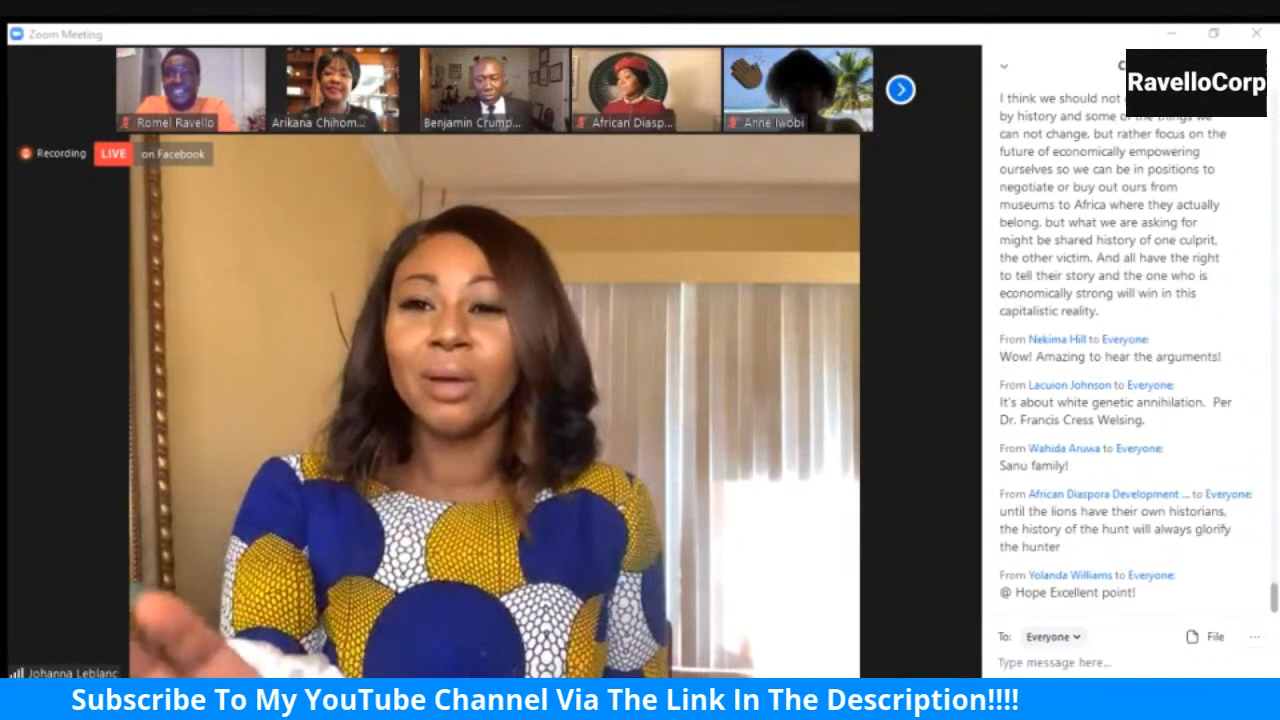 Zoom Meeting
Romel Ravello
Arikana Chihom...
Benjamin Crump...
African Diasp...
Anne Iwobi
RavelloCorp
Recording
LIVE
on Facebook
I think we should not
by history and some of the things we
can not change, but rather focus on the
future of economically empowering
ourselves so we can be in positions to
negotiate or buy out ours from
museums to Africa where they actually
belong. but what we are asking for
might be shared history of one culprit,
the other victim. And all have the right
to tell their story and the one who is
economically strong will win in this
capitalistic reality.
From Nekima Hill to Everyone:
Wow! Amazing to hear the arguments!
From Lacuion Johnson to Everyone:
It's about white genetic annihilation. Per
Dr. Francis Cress Welsing.
From Wahida Aruwa to Everyone:
Sanu family!
From African Diaspora Development ... to Everyone:
until the lions have their own historians,
the history of the hunt will always glorify
the hunter
From Yolanda Williams to Everyone:
@ Hope Excellent point!
To: Everyone
File
...
Type message here...
Johanna Leblanc
Subscribe To My YouTube Channel Via The Link In The Description!!!!